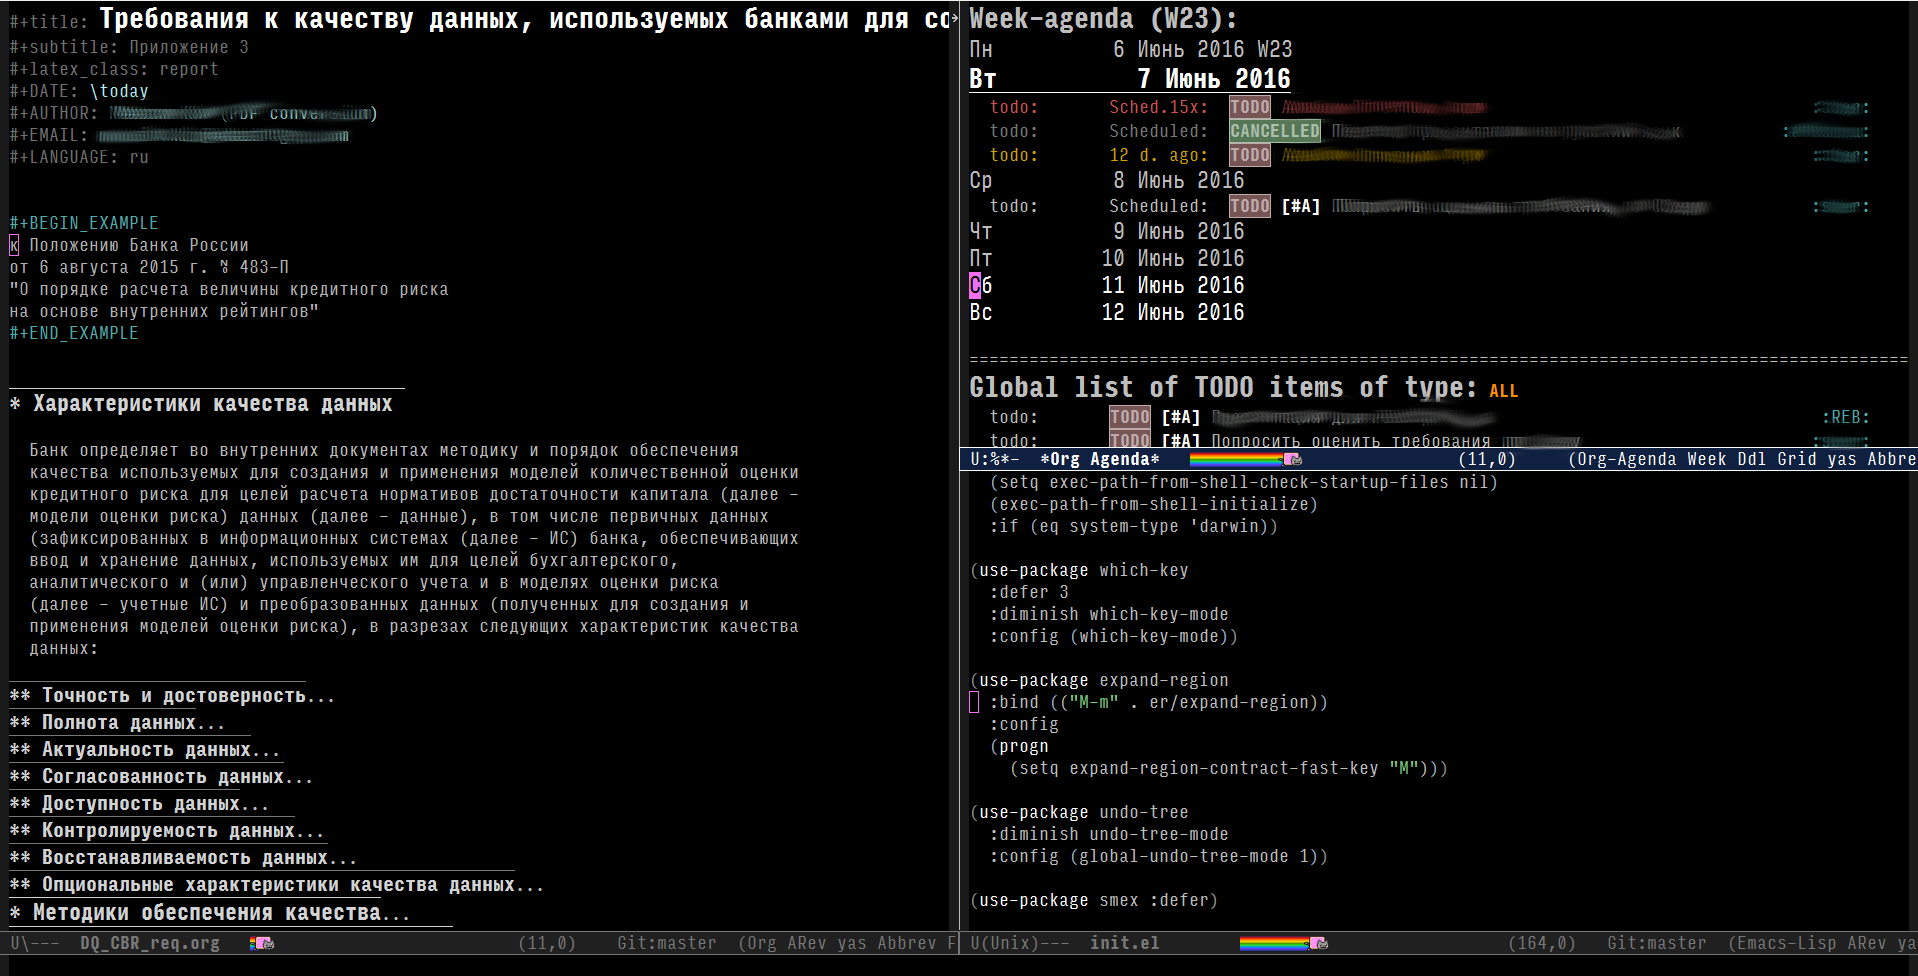 #+title: Требования к качеству данных, используемых банками для со
#+subtitle: Приложение 3
#+latex_class: report
#+DATE: \today
#+AUTHOR: (PDF conversion)
#+EMAIL:
#+LANGUAGE: ru
#+BEGIN_EXAMPLE
к Положению Банка России
от 6 августа 2015 г. № 483-П
"О порядке расчета величины кредитного риска
на основе внутренних рейтингов"
#+END_EXAMPLE
* Характеристики качества данных
Банк определяет во внутренних документах методику и порядок обеспечения
качества используемых для создания и применения моделей количественной оценки
кредитного риска для целей расчета нормативов достаточности капитала (далее –
модели оценки риска) данных (далее – данные), в том числе первичных данных
(зафиксированных в информационных системах (далее – ИС) банка, обеспечивающих
ввод и хранение данных, используемых им для целей бухгалтерского,
аналитического и (или) управленческого учета и в моделях оценки риска
(далее – учетные ИС) и преобразованных данных (полученных для создания и
применения моделей оценки риска), в разрезах следующих характеристик качества
данных:
** Точность и достоверность...
** Полнота данных...
** Актуальность данных...
** Согласованность данных...
** Доступность данных...
** Контролируемость данных...
** Восстанавливаемость данных...
** Опциональные характеристики качества данных...
* Методики обеспечения качества...
U\--- DQ_CBR_req.org (11,0) Git:master (Org ARev yas Abbrev F
Week-agenda (W23):
Пн 6 Июнь 2016 W23
Вт 7 Июнь 2016
todo: Sched.15x: TODO
todo: Scheduled: CANCELLED
todo: 12 d. ago: TODO
Ср 8 Июнь 2016
todo: Scheduled: TODO [#A]
Чт 9 Июнь 2016
Пт 10 Июнь 2016
Сб 11 Июнь 2016
Вс 12 Июнь 2016
==============================================================================================
Global list of TODO items of type: ALL
todo: TODO [#A] :REB:
todo: TODO [#A] Попросить оценить требования
U:%*- *Org Agenda* (11,0) (Org-Agenda Week Ddl Grid yas Abbre
(setq exec-path-from-shell-check-startup-files nil)
(exec-path-from-shell-initialize)
:if (eq system-type 'darwin))
(use-package which-key
:defer 3
:diminish which-key-mode
:config (which-key-mode))
(use-package expand-region
:bind (("M-m" . er/expand-region))
:config
(progn
(setq expand-region-contract-fast-key "M")))
(use-package undo-tree
:diminish undo-tree-mode
:config (global-undo-tree-mode 1))
(use-package smex :defer)
U(Unix)--- init.el (164,0) Git:master (Emacs-Lisp ARev ya